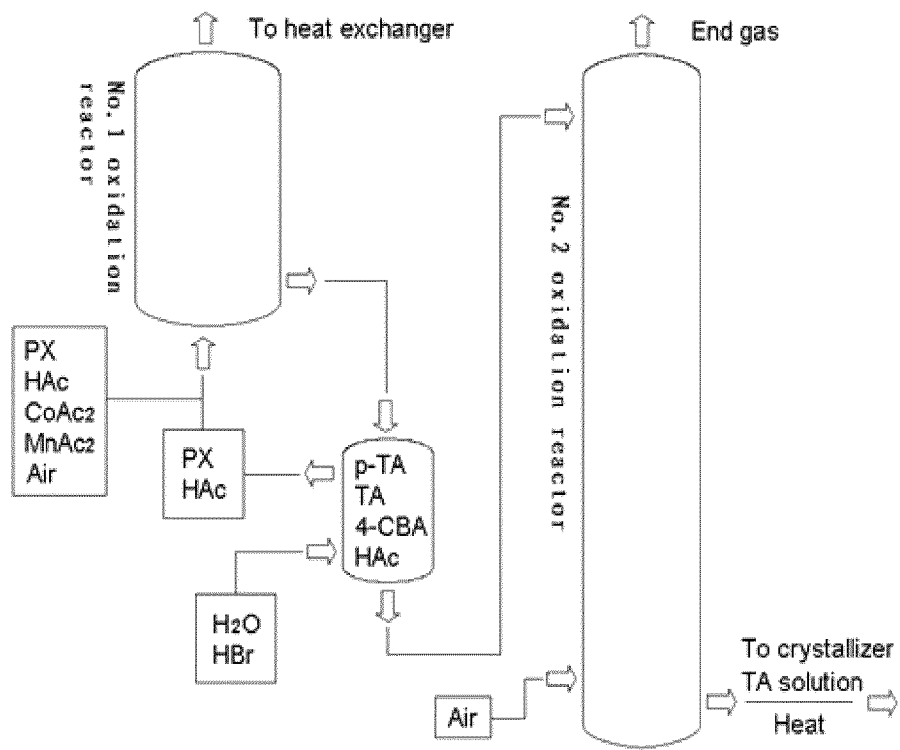 To heat exchanger
End gas
No. 1 oxidation
reactor
No. 2 oxidation reactor
PX
HAc
CoAc2
MnAc2
Air
PX
HAc
p-TA
TA
4-CBA
HAc
H2O
HBr
Air
To crystallizer
TA solution
Heat